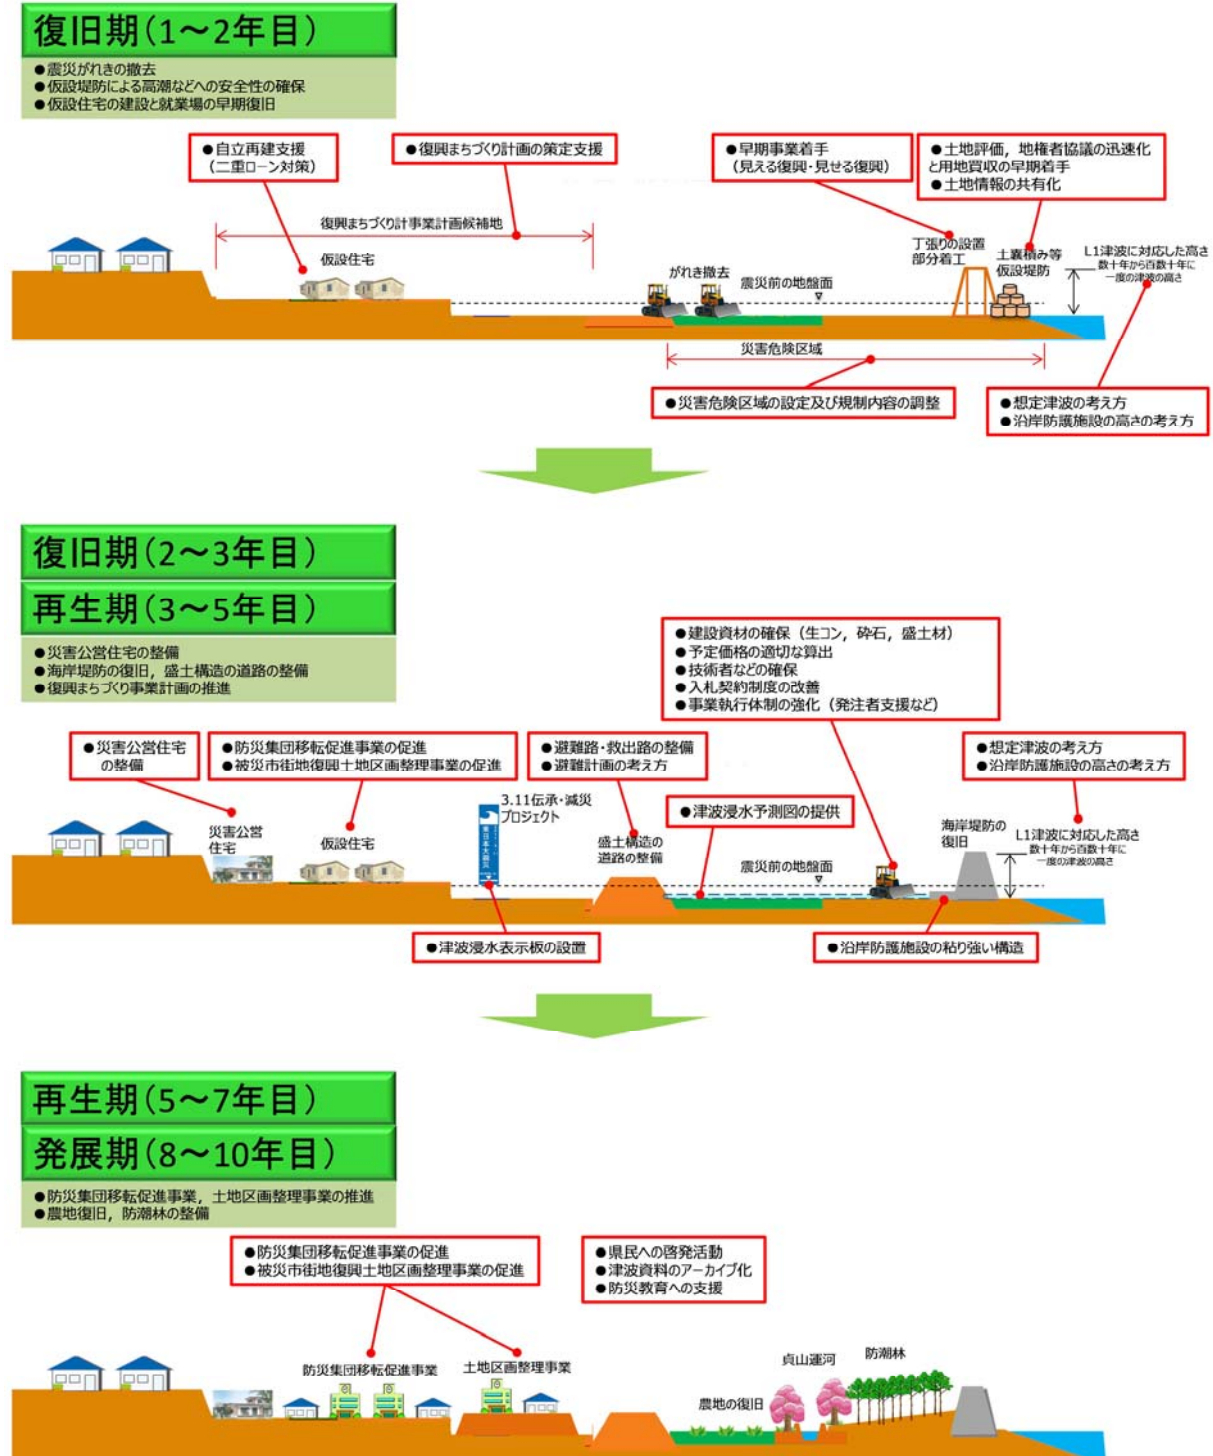 復旧期(1～2年目)
●震災がれきの撤去
●仮設堤防による高潮などへの安全性の確保
●仮設住宅の建設と就業場の早期復旧
●自立再建支援
(二重ローン対策)
●復興まちづくり計画の策定支援
●早期事業着手
(見える復興・見せる復興)
●土地評価，地権者協議の迅速化
と用地買収の早期着手
●土地情報の共有化
復興まちづくり計事業計画候補地
仮設住宅
がれき撤去
震災前の地盤面
丁張りの設置
部分着工
土嚢積み等
仮設堤防
L1津波に対応した高さ
数十年から百数十年に
一度の津波の高さ
災害危険区域
●災害危険区域の設定及び規制内容の調整
●想定津波の考え方
●沿岸防護施設の高さの考え方
復旧期(2～3年目)
再生期(3～5年目)
●災害公営住宅の整備
●海岸堤防の復旧，盛土構造の道路の整備
●復興まちづくり事業計画の推進
●建設資材の確保（生コン，砕石，盛土材）
●予定価格の適切な算出
●技術者などの確保
●入札契約制度の改善
●事業執行体制の強化（発注者支援など）
●災害公営住宅
の整備
●防災集団移転促進事業の促進
●被災市街地復興土地区画整理事業の促進
●避難路・救出路の整備
●避難計画の考え方
●想定津波の考え方
●沿岸防護施設の高さの考え方
災害公営
住宅
仮設住宅
3.11伝承・減災
プロジェクト
東日本大震災
盛土構造の
道路の整備
●津波浸水予測図の提供
震災前の地盤面
海岸堤防の
復旧
L1津波に対応した高さ
数十年から百数十年に
一度の津波の高さ
●津波浸水表示板の設置
●沿岸防護施設の粘り強い構造
再生期(5～7年目)
発展期(8～10年目)
●防災集団移転促進事業，土地区画整理事業の推進
●農地復旧，防潮林の整備
●防災集団移転促進事業の促進
●被災市街地復興土地区画整理事業の促進
●県民への啓発活動
●津波資料のアーカイブ化
●防災教育への支援
防災集団移転促進事業
土地区画整理事業
農地の復旧
貞山運河
防潮林